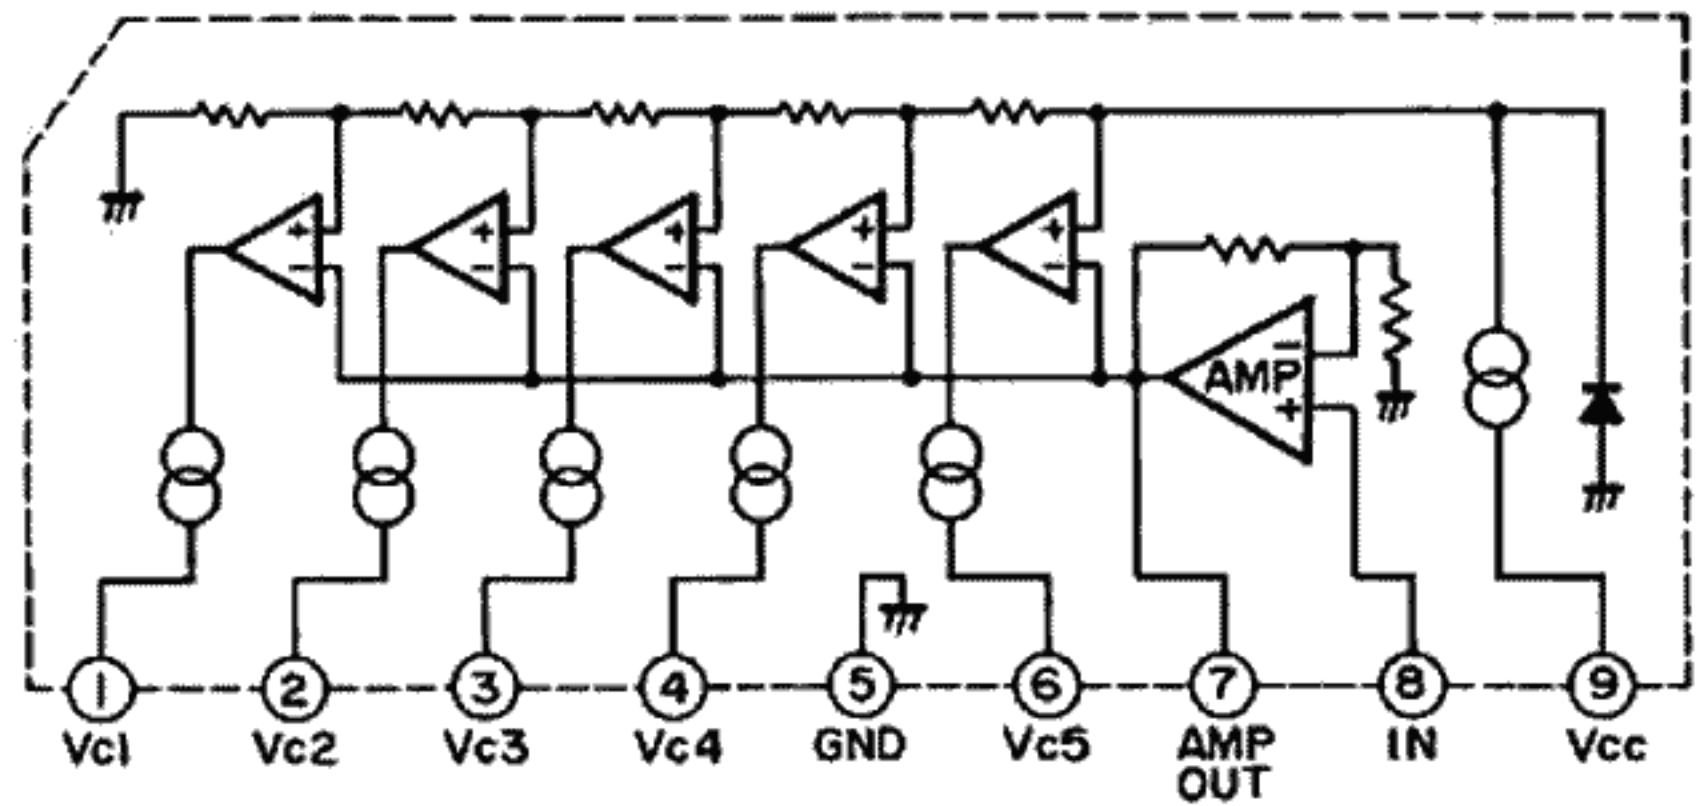 + + + + +
− − − − −
−
AMP
+
1 2 3 4 5 6 7 8 9
Vc1 Vc2 Vc3 Vc4 GND Vc5 AMP IN Vcc
OUT